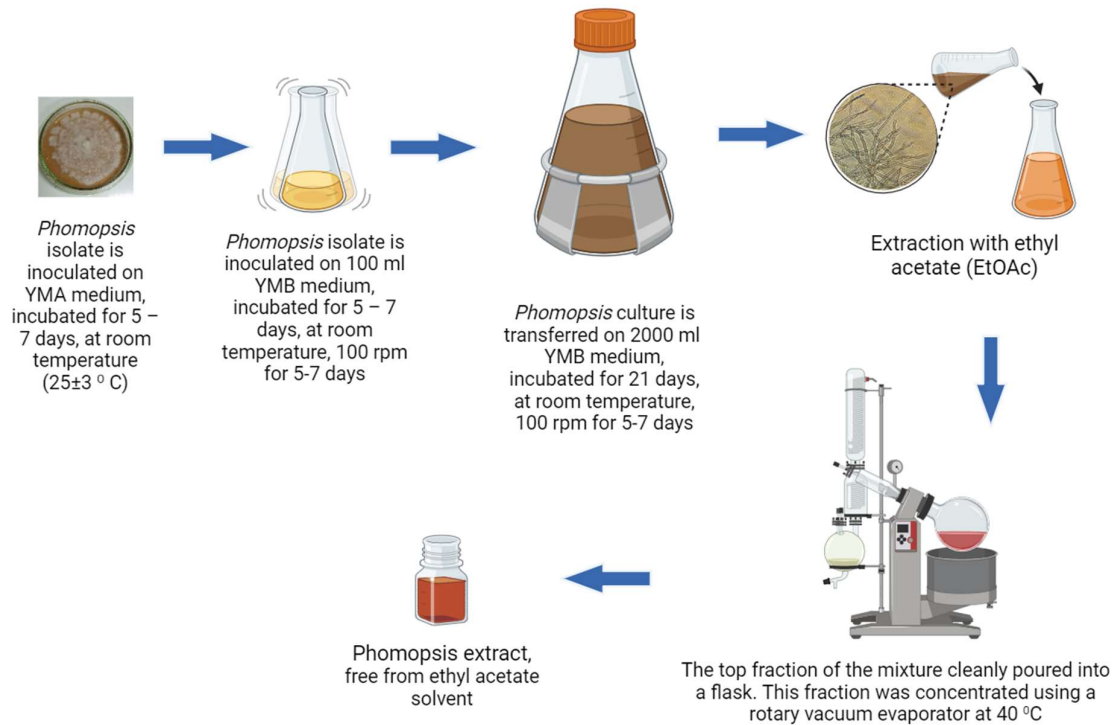 Phomopsis
isolate is
inoculated on
YMA medium,
incubated for 5 –
7 days, at room
temperature
(25±3 ⁰ C)
Phomopsis isolate is
inoculated on 100 ml
YMB medium,
incubated for 5 – 7
days, at room
temperature, 100 rpm
for 5-7 days
Phomopsis culture is
transferred on 2000 ml
YMB medium,
incubated for 21 days,
at room temperature,
100 rpm for 5-7 days
Extraction with ethyl
acetate (EtOAc)
The top fraction of the mixture cleanly poured into
a flask. This fraction was concentrated using a
rotary vacuum evaporator at 40 ⁰C
Phomopsis extract,
free from ethyl acetate
solvent